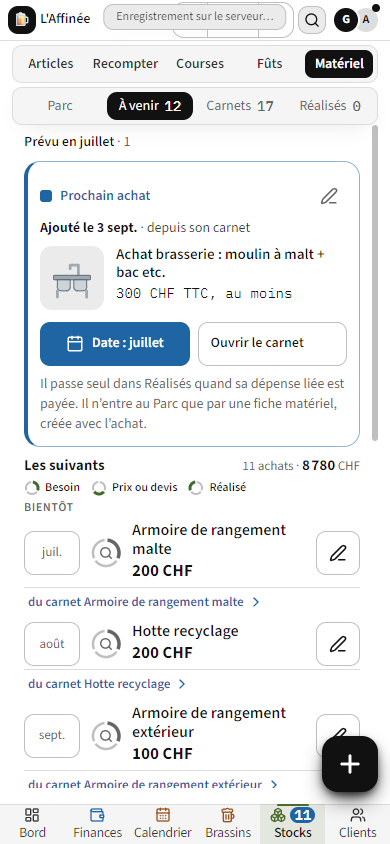 L'Affinée
Enregistrement sur le serveur…
G
A
Articles
Recompter
Courses
Fûts
Matériel
Parc
À venir 12
Carnets 17
Réalisés 0
Prévu en juillet · 1
Prochain achat
Ajouté le 3 sept. · depuis son carnet
Achat brasserie : moulin à malt +
bac etc.
300 CHF TTC, au moins
Date : juillet
Ouvrir le carnet
Il passe seul dans Réalisés quand sa dépense liée est
payée. Il n’entre au Parc que par une fiche matériel,
créée avec l’achat.
Les suivants
11 achats · 8 780 CHF
Besoin
Prix ou devis
Réalisé
BIENTÔT
juil.
Armoire de rangement
malte
200 CHF
du carnet Armoire de rangement malte
août
Hotte recyclage
200 CHF
du carnet Hotte recyclage
sept.
Armoire de rangement
extérieur
100 CHF
du carnet Armoire de rangement extérieur
Bord
Finances
Calendrier
Brassins
11
Stocks
Clients